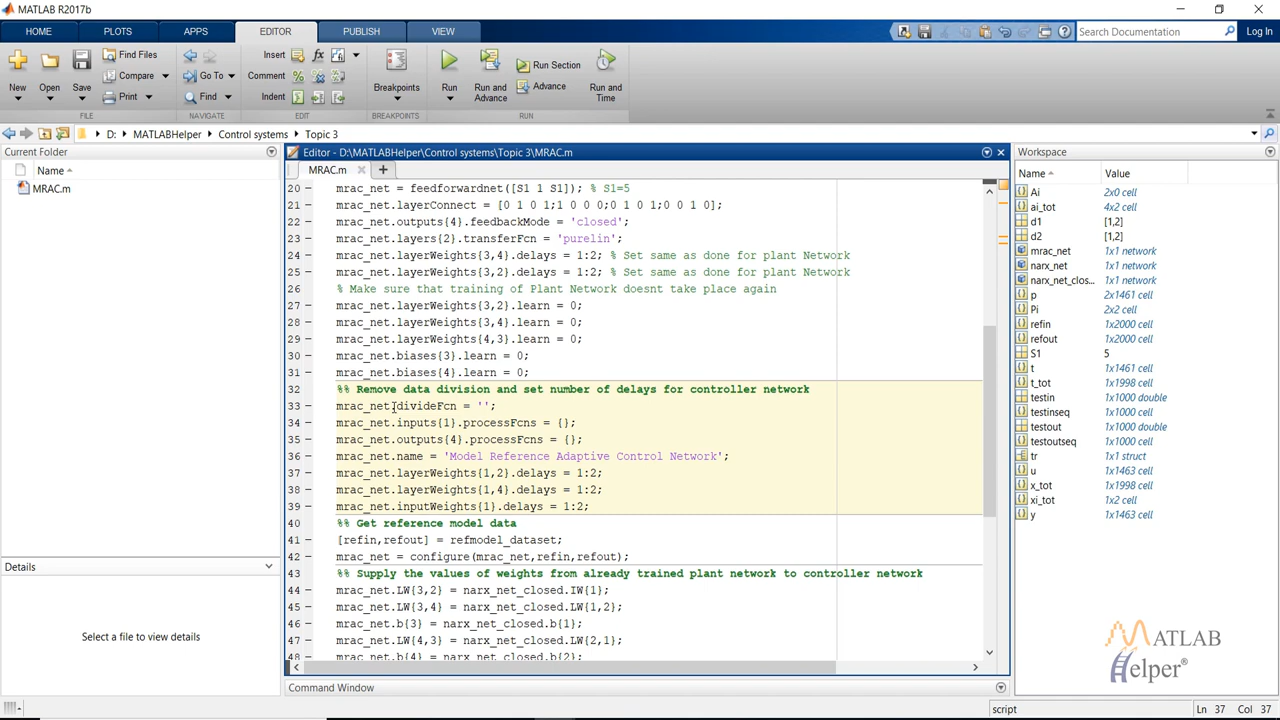 MATLAB R2017b
HOME PLOTS APPS EDITOR PUBLISH VIEW Search Documentation Log In
New Open Save Find Files Compare Print Insert Comment Indent Go To Find Breakpoints Run Run and Advance Run Section Advance Run and Time
FILE NAVIGATE EDIT BREAKPOINTS RUN
D: MATLABHelper Control systems Topic 3
Current Folder
Name
MRAC.m
Details
Select a file to view details
Editor - D:\MATLABHelper\Control systems\Topic 3\MRAC.m
MRAC.m
20 - mrac_net = feedforwardnet([S1 1 S1]); % S1=5
21 - mrac_net.layerConnect = [0 1 0 1;1 0 0 0;0 1 0 1;0 0 1 0];
22 - mrac_net.outputs{4}.feedbackMode = 'closed';
23 - mrac_net.layers{2}.transferFcn = 'purelin';
24 - mrac_net.layerWeights{3,4}.delays = 1:2; % Set same as done for plant Network
25 - mrac_net.layerWeights{3,2}.delays = 1:2; % Set same as done for plant Network
26 % Make sure that training of Plant Network doesnt take place again
27 - mrac_net.layerWeights{3,2}.learn = 0;
28 - mrac_net.layerWeights{3,4}.learn = 0;
29 - mrac_net.layerWeights{4,3}.learn = 0;
30 - mrac_net.biases{3}.learn = 0;
31 - mrac_net.biases{4}.learn = 0;
32 %% Remove data division and set number of delays for controller network
33 - mrac_net.divideFcn = '';
34 - mrac_net.inputs{1}.processFcns = {};
35 - mrac_net.outputs{4}.processFcns = {};
36 - mrac_net.name = 'Model Reference Adaptive Control Network';
37 - mrac_net.layerWeights{1,2}.delays = 1:2;
38 - mrac_net.layerWeights{1,4}.delays = 1:2;
39 - mrac_net.inputWeights{1}.delays = 1:2;
40 %% Get reference model data
41 - [refin,refout] = refmodel_dataset;
42 - mrac_net = configure(mrac_net,refin,refout);
43 %% Supply the values of weights from already trained plant network to controller network
44 - mrac_net.LW{3,2} = narx_net_closed.IW{1};
45 - mrac_net.LW{3,4} = narx_net_closed.LW{1,2};
46 - mrac_net.b{3} = narx_net_closed.b{1};
47 - mrac_net.LW{4,3} = narx_net_closed.LW{2,1};
48 - mrac_net.b{4} = narx_net_closed.b{2};
Command Window
Workspace
Name Value
Ai 2x0 cell
ai_tot 4x2 cell
d1 [1,2]
d2 [1,2]
mrac_net 1x1 network
narx_net 1x1 network
narx_net_clos... 1x1 network
p 2x1461 cell
Pi 2x2 cell
refin 1x2000 cell
refout 1x2000 cell
S1 5
t 1x1461 cell
t_tot 1x1998 cell
testin 1x1000 double
testinseq 1x1000 cell
testout 1x1000 double
testoutseq 1x1000 cell
tr 1x1 struct
u 1x1463 cell
x_tot 1x1998 cell
xi_tot 1x2 cell
y 1x1463 cell
MATLAB
Helper®
script Ln 37 Col 37